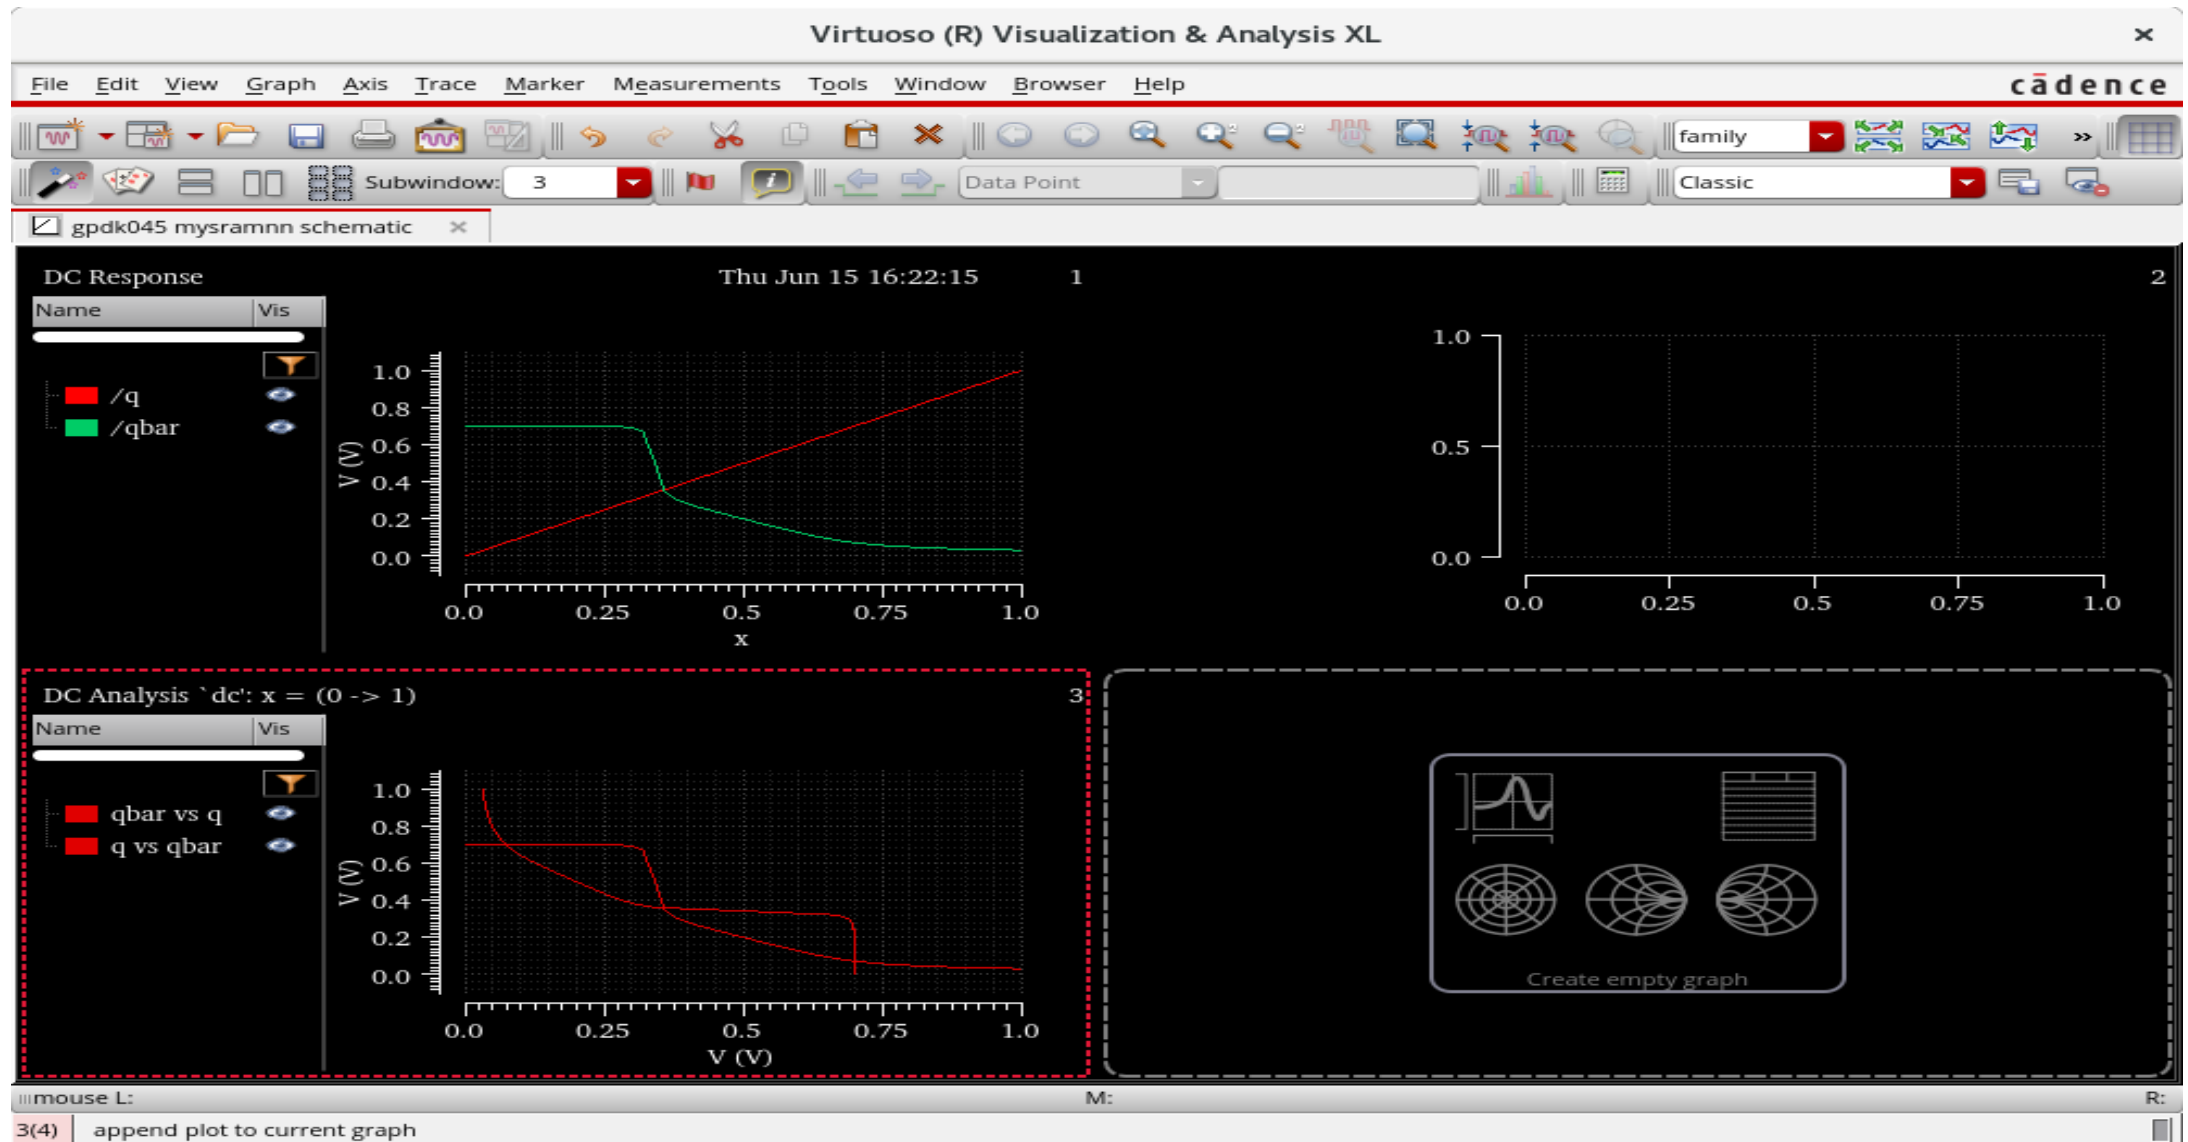 Virtuoso (R) Visualization & Analysis XL
File Edit View Graph Axis Trace Marker Measurements Tools Window Browser Help cādence
family
Subwindow: 3 Data Point Classic
gpdk045 mysramnn schematic
DC Response Thu Jun 15 16:22:15 1
Name Vis
/q
/qbar
1.0
0.8
0.6
0.4
0.2
0.0
V (V)
0.0 0.25 0.5 0.75 1.0
x
2
1.0
0.5
0.0
0.0 0.25 0.5 0.75 1.0
DC Analysis `dc': x = (0 -> 1) 3
Name Vis
qbar vs q
q vs qbar
1.0
0.8
0.6
0.4
0.2
0.0
V (V)
0.0 0.25 0.5 0.75 1.0
V (V)
Create empty graph
mouse L: M: R:
3(4) append plot to current graph